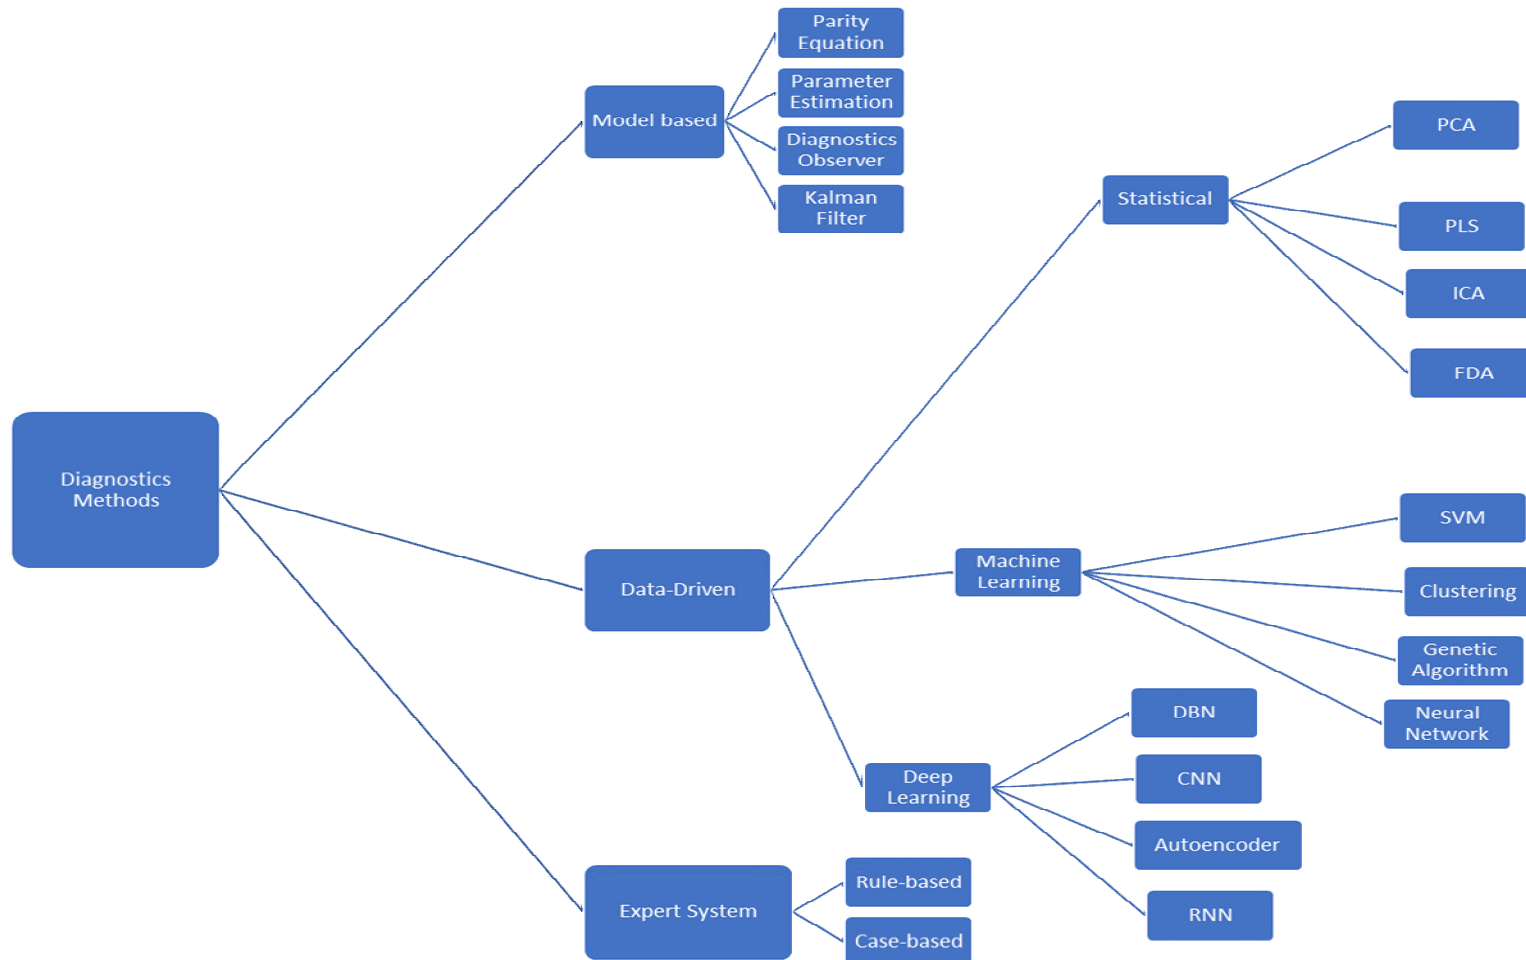 Parity
Equation
Parameter
Estimation
Model based
Diagnostics
Observer
Kalman
Filter
PCA
Statistical
PLS
ICA
FDA
Diagnostics
Methods
SVM
Machine
Learning
Data-Driven
Clustering
Genetic
Algorithm
Neural
Network
DBN
Deep
Learning
CNN
Autoencoder
RNN
Rule-based
Expert System
Case-based